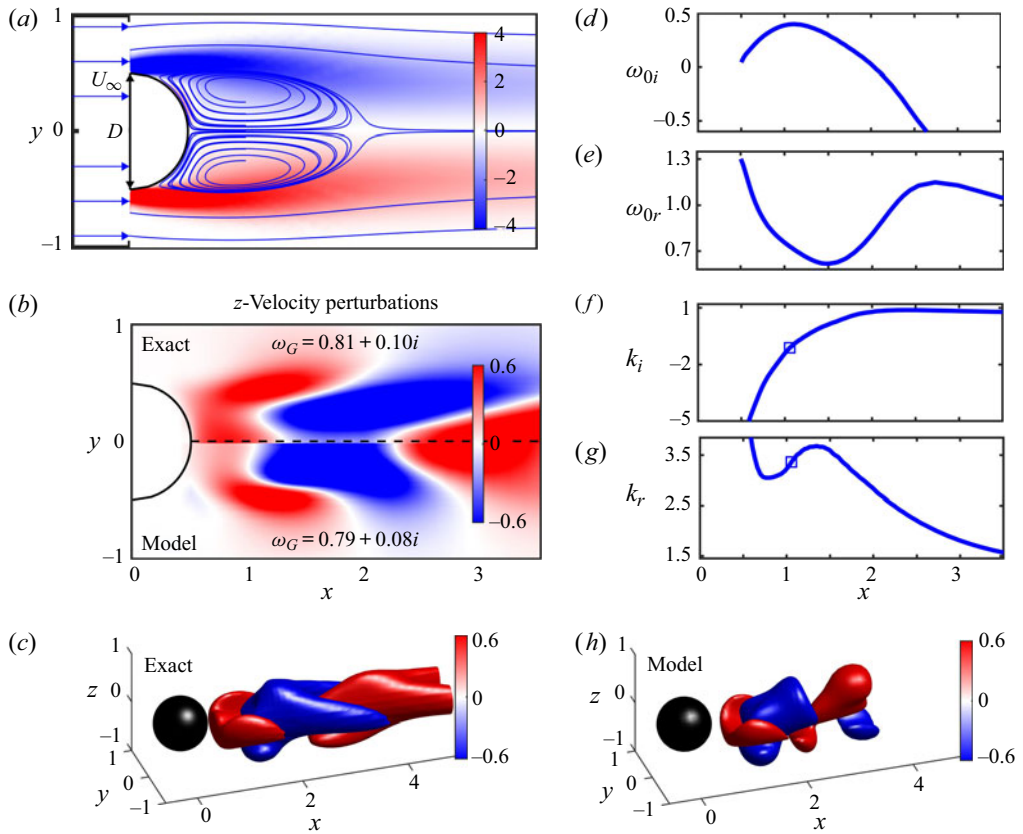 (a)
1
y 0
−1
U∞
D
4
2
0
−2
−4
(b)
z-Velocity perturbations
1
y 0
−1
Exact
ωG = 0.81 + 0.10i
Model
ωG = 0.79 + 0.08i
0.6
0
−0.6
0 1 2 3
x
(c)
Exact
1
z 0
−1
1
y 0
−1
0 2 4
x
0.6
0
−0.6
(d)
0.5
ω0i 0
−0.5
(e)
1.3
ω0r 1.0
0.7
(f)
1
ki −2
−5
(g)
3.5
kr 2.5
1.5
0 1 2 3
x
(h)
Model
1
z 0
−1
1
y 0
−1
0 2 4
x
0.6
0
−0.6